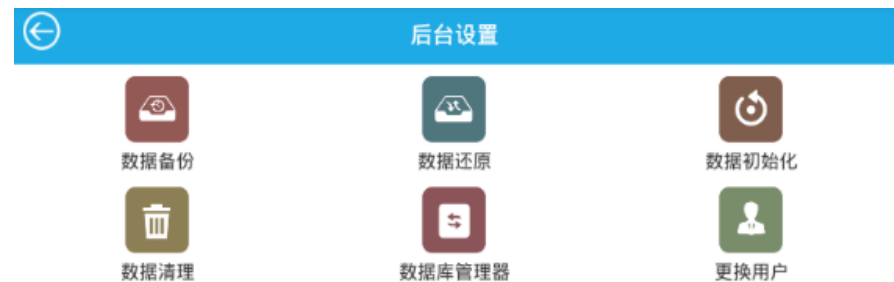 后台设置
数据备份
数据还原
数据初始化
数据清理
数据库管理器
更换用户